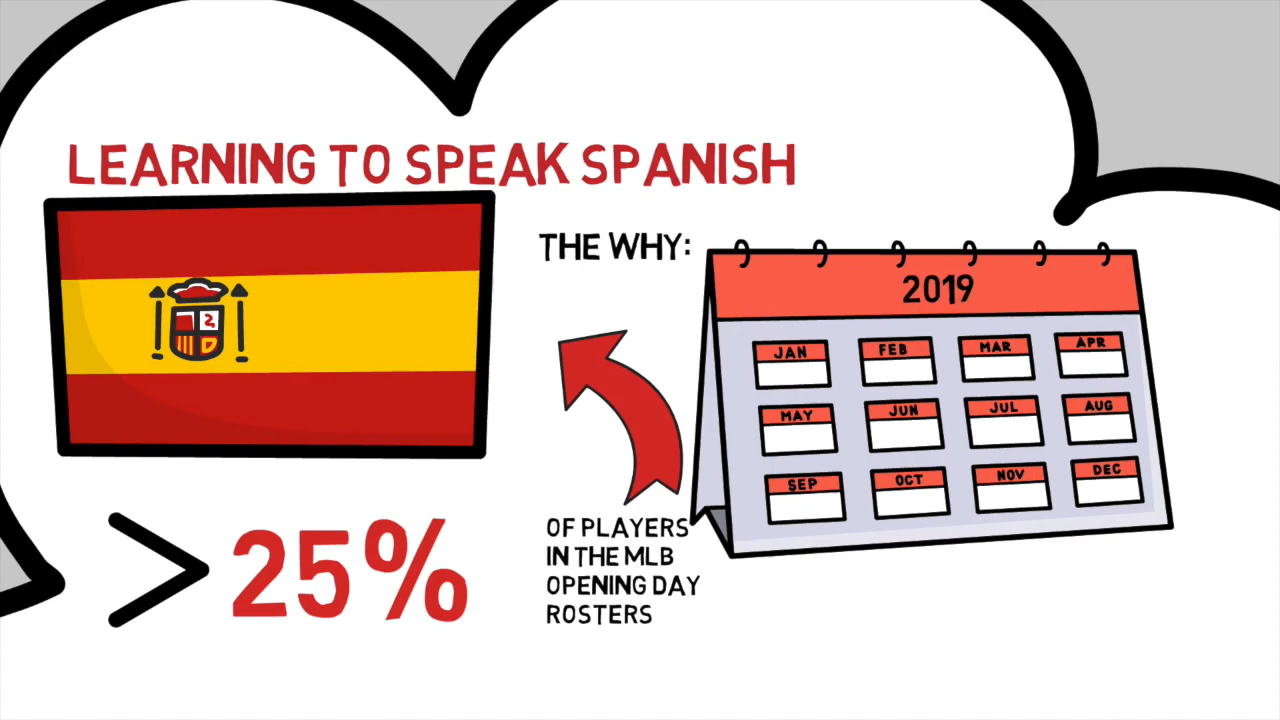 LEARNING TO SPEAK SPANISH
THE WHY:
2019
JAN FEB MAR APR
MAY JUN JUL AUG
SEP OCT NOV DEC
> 25%
OF PLAYERS
IN THE MLB
OPENING DAY
ROSTERS